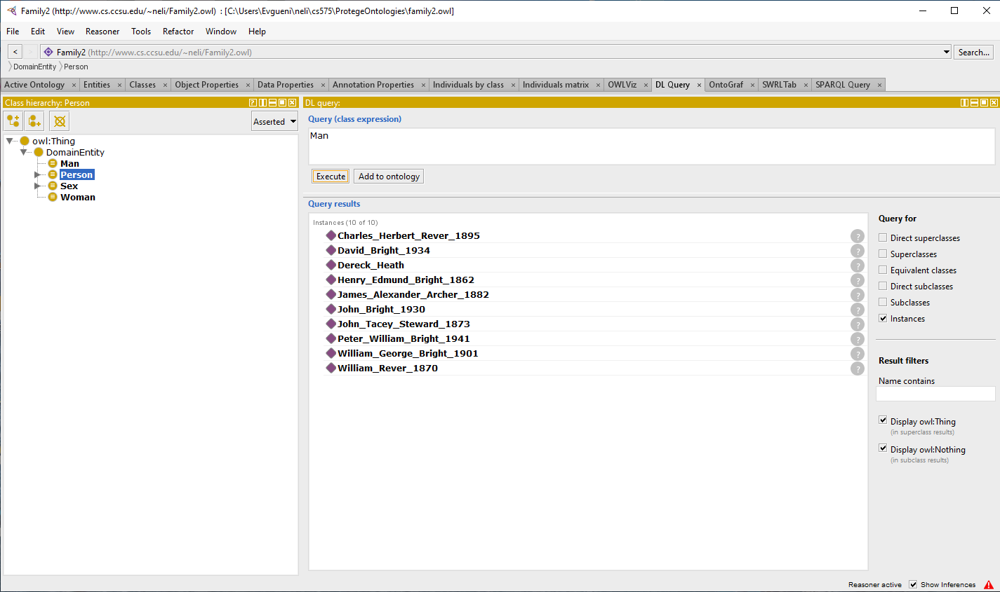 Family2 (http://www.cs.ccsu.edu/~neli/Family2.owl) : [C:\Users\Evgueni\neli\cs575\ProtegeOntologies\family2.owl]
File Edit View Reasoner Tools Refactor Window Help
< > Family2 (http://www.cs.ccsu.edu/~neli/Family2.owl) Search...
DomainEntity Person
Active Ontology × Entities × Classes × Object Properties × Data Properties × Annotation Properties × Individuals by class × Individuals matrix × OWLViz × DL Query × OntoGraf × SWRLTab × SPARQL Query ×
Class hierarchy: Person
Asserted
owl:Thing
DomainEntity
Man
Person
Sex
Woman
DL query:
Query (class expression)
Man
Execute Add to ontology
Query results
Instances (10 of 10)
Charles_Herbert_Rever_1895 ?
David_Bright_1934 ?
Dereck_Heath ?
Henry_Edmund_Bright_1862 ?
James_Alexander_Archer_1882 ?
John_Bright_1930 ?
John_Tacey_Steward_1873 ?
Peter_William_Bright_1941 ?
William_George_Bright_1901 ?
William_Rever_1870 ?
Query for
Direct superclasses
Superclasses
Equivalent classes
Direct subclasses
Subclasses
Instances
Result filters
Name contains
Display owl:Thing
(in superclass results)
Display owl:Nothing
(in subclass results)
Reasoner active Show Inferences